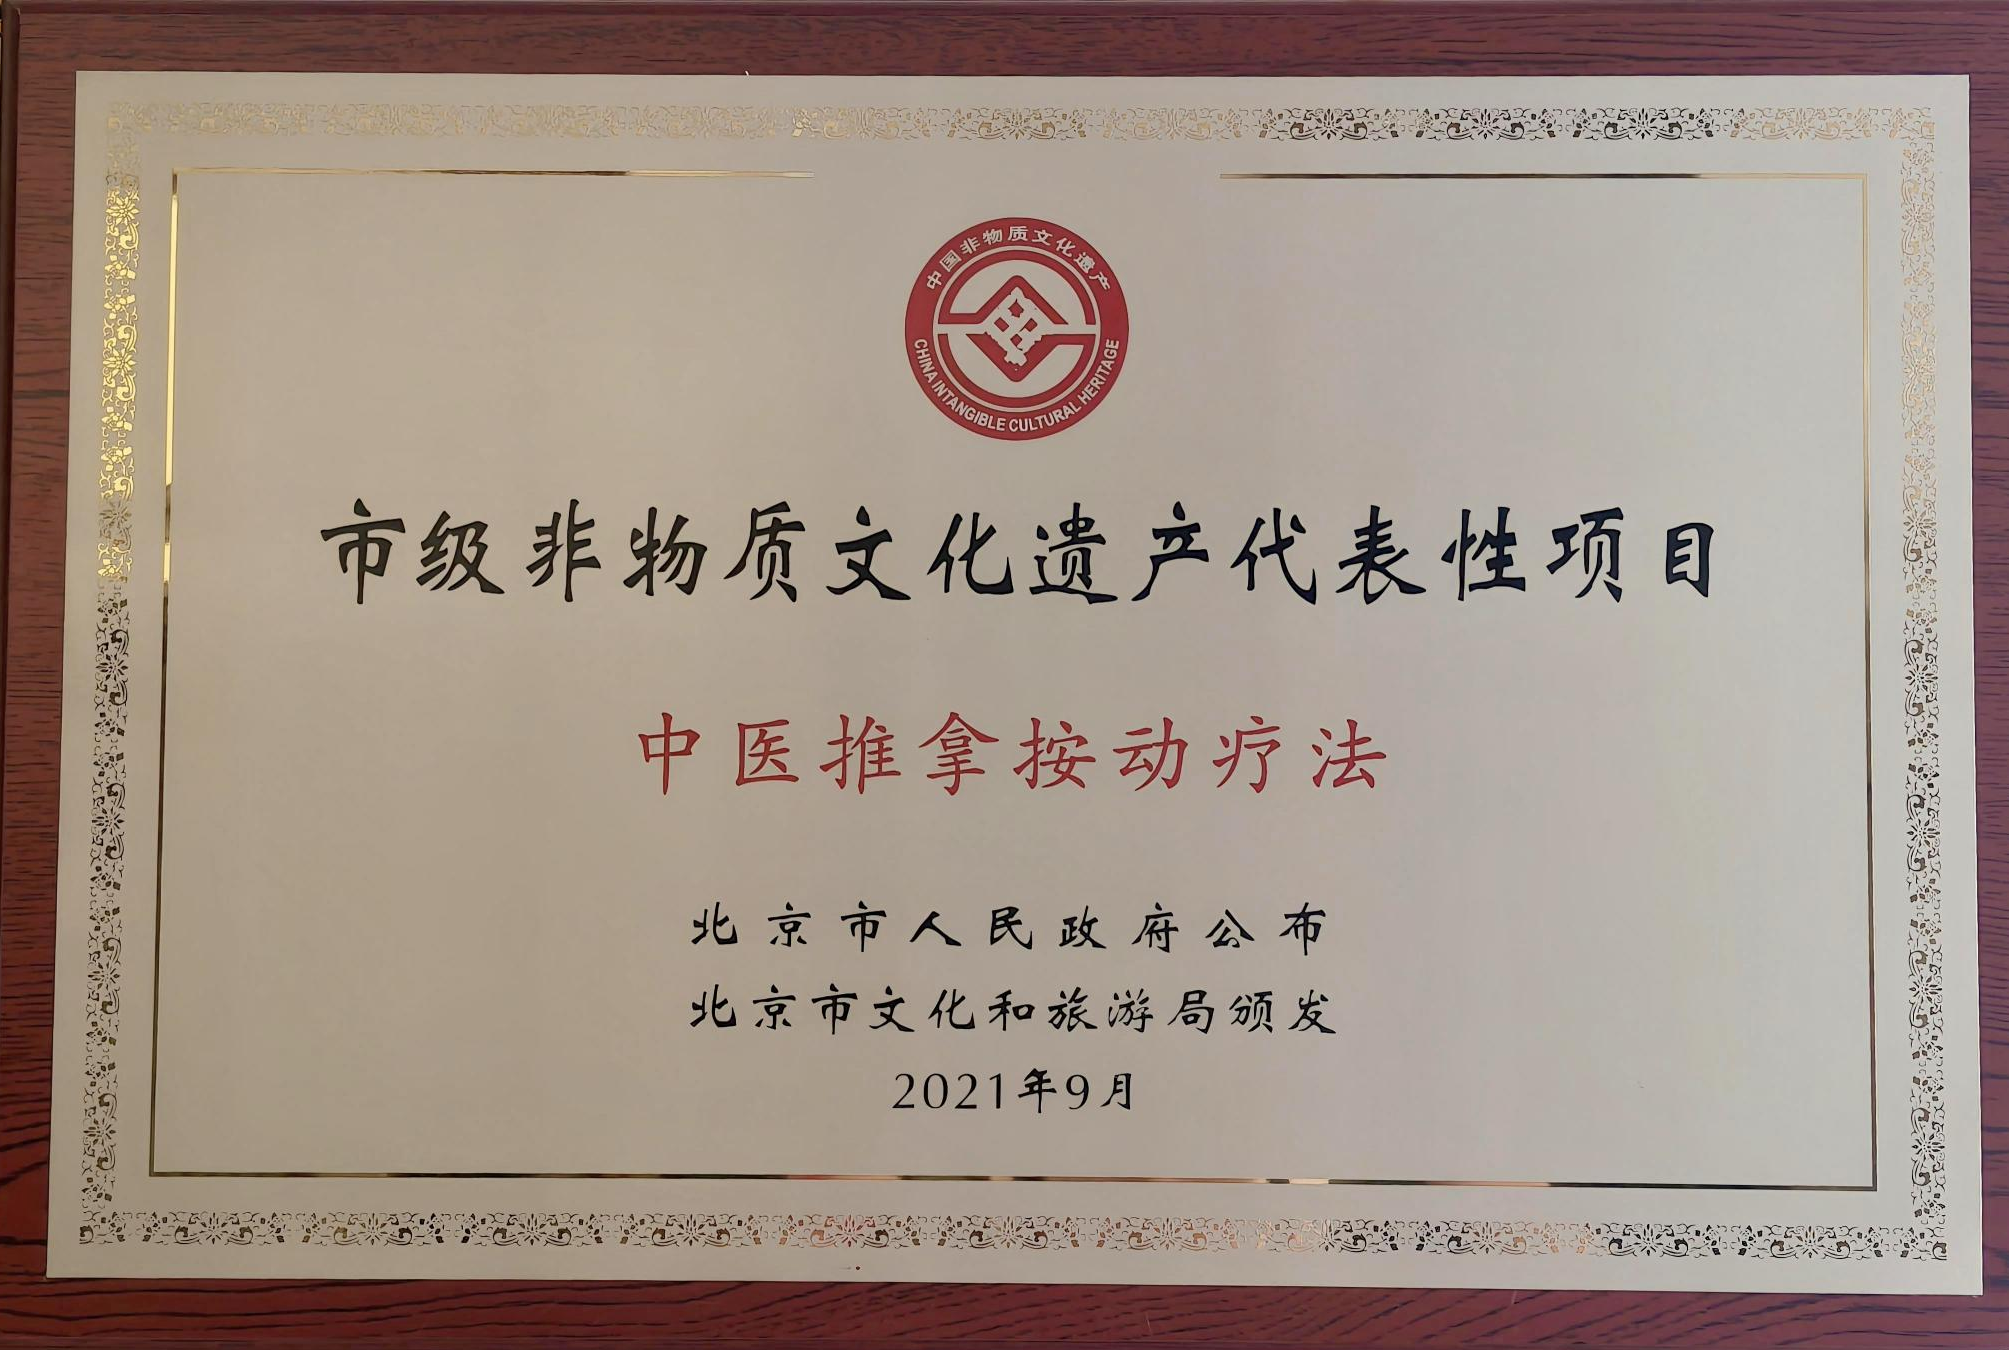 中国非物质文化遗产
CHINA INTANGIBLE CULTURAL HERITAGE
市级非物质文化遗产代表性项目
中医推拿按动疗法
北京市人民政府公布
北京市文化和旅游局颁发
2021年9月